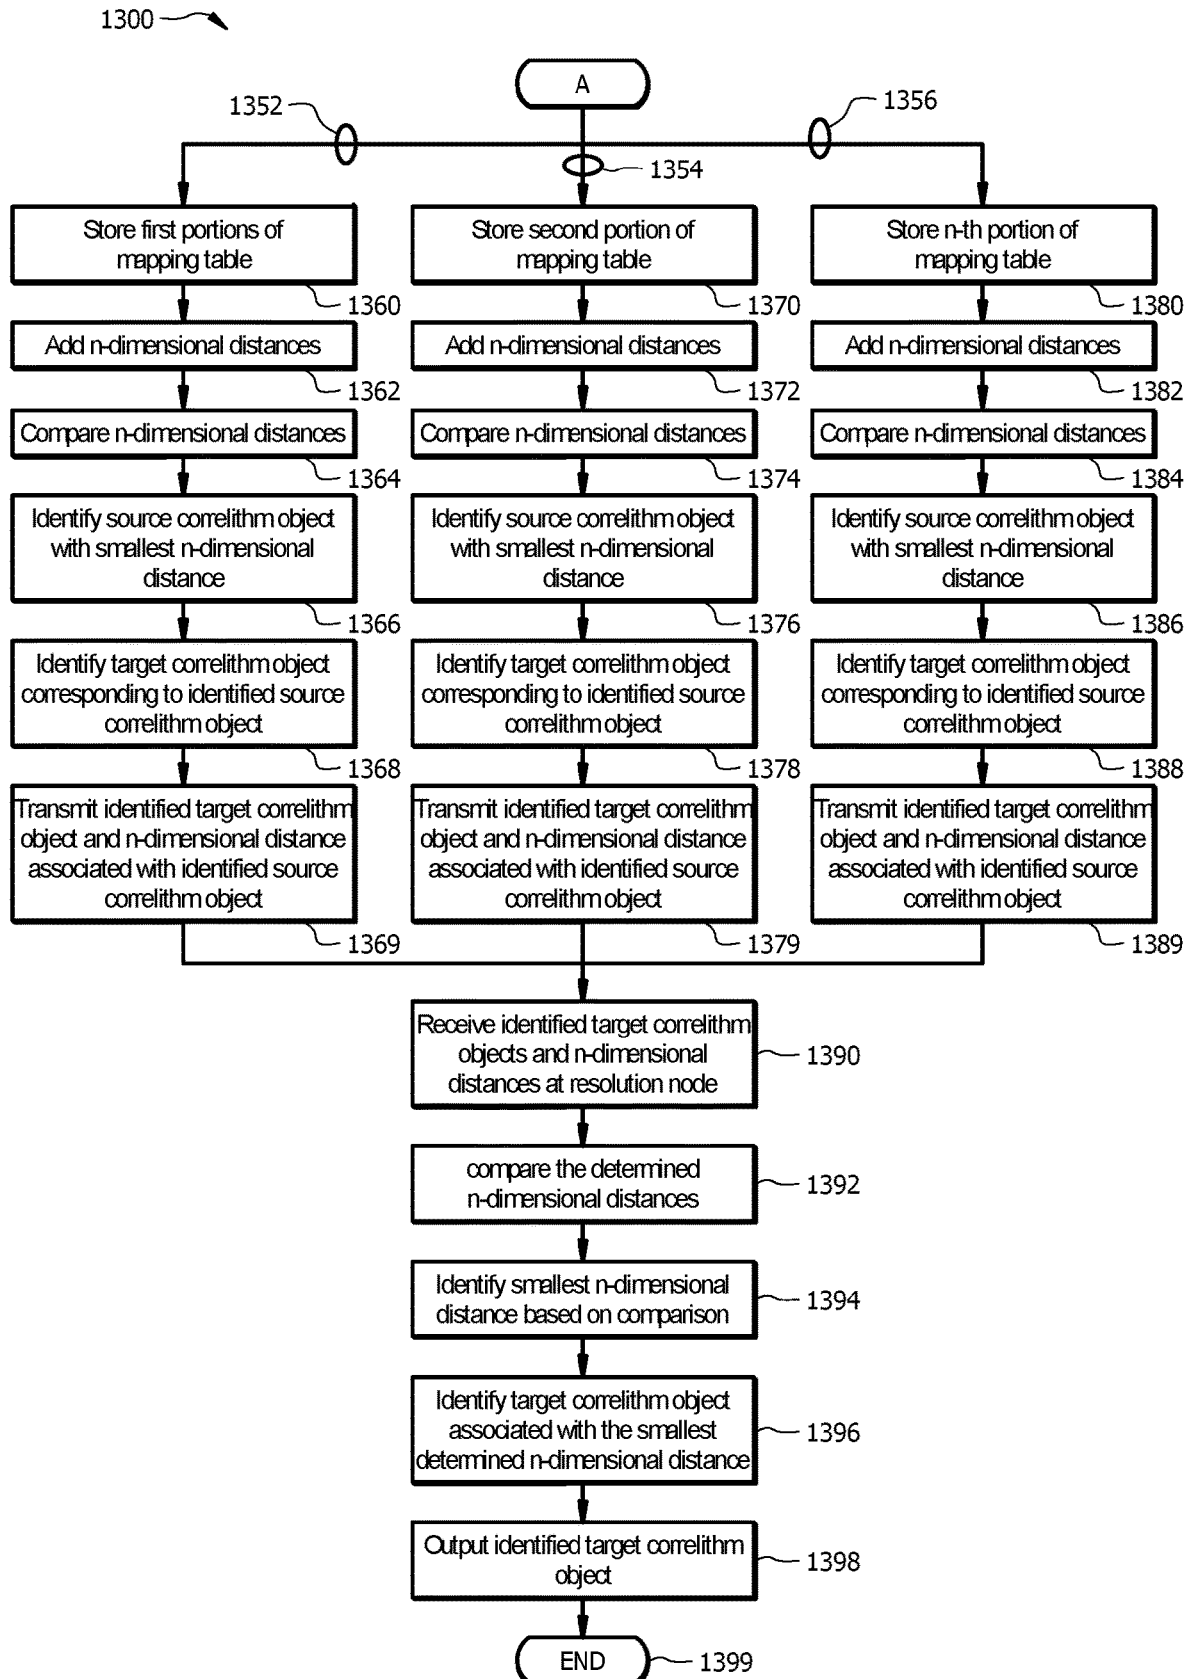 1300
A
1352
1356
1354
Store first portions of
mapping table
1360
Add n-dimensional distances
1362
Compare n-dimensional distances
1364
Identify source correlithm object
with smallest n-dimensional
distance
1366
Identify target correlithm object
corresponding to identified source
correlithm object
1368
Transmit identified target correlithm
object and n-dimensional distance
associated with identified source
correlithm object
1369
Store second portion of
mapping table
1370
Add n-dimensional distances
1372
Compare n-dimensional distances
1374
Identify source correlithm object
with smallest n-dimensional
distance
1376
Identify target correlithm object
corresponding to identified source
correlithm object
1378
Transmit identified target correlithm
object and n-dimensional distance
associated with identified source
correlithm object
1379
Store n-th portion of
mapping table
1380
Add n-dimensional distances
1382
Compare n-dimensional distances
1384
Identify source correlithm object
with smallest n-dimensional
distance
1386
Identify target correlithm object
corresponding to identified source
correlithm object
1388
Transmit identified target correlithm
object and n-dimensional distance
associated with identified source
correlithm object
1389
Receive identified target correlithm
objects and n-dimensional
distances at resolution node
1390
compare the determined
n-dimensional distances
1392
Identify smallest n-dimensional
distance based on comparison
1394
Identify target correlithm object
associated with the smallest
determined n-dimensional distance
1396
Output identified target correlithm
object
1398
END
1399